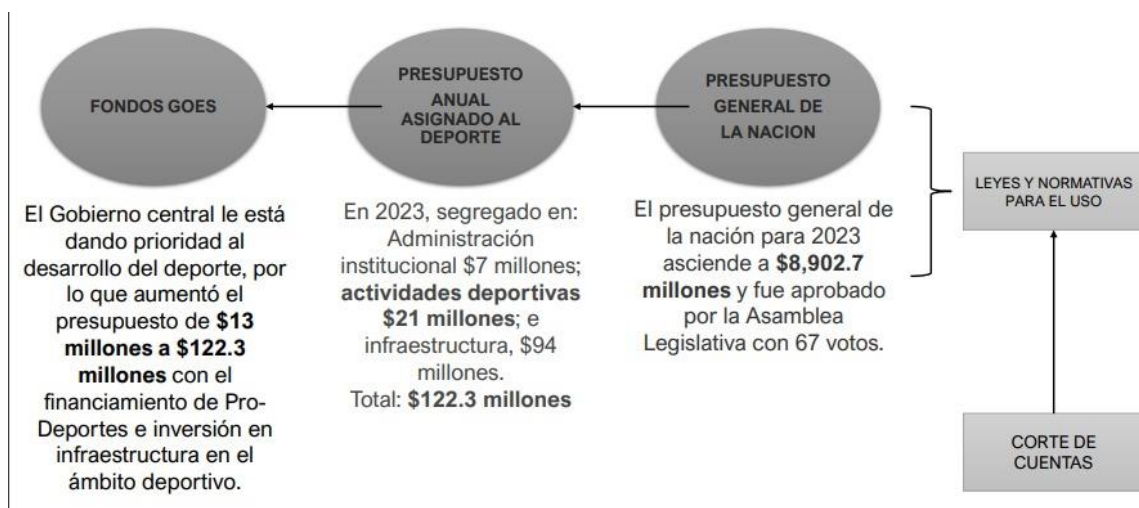 FONDOS GOES
PRESUPUESTO
ANUAL
ASIGNADO AL
DEPORTE
PRESUPUESTO
GENERAL DE
LA NACION
El Gobierno central le está
dando prioridad al
desarrollo del deporte, por
lo que aumentó el
presupuesto de $13
millones a $122.3
millones con el
financiamiento de Pro-
Deportes e inversión en
infraestructura en el
ámbito deportivo.
En 2023, segregado en:
Administración
institucional $7 millones;
actividades deportivas
$21 millones; e
infraestructura, $94
millones.
Total: $122.3 millones
El presupuesto general de
la nación para 2023
asciende a $8,902.7
millones y fue aprobado
por la Asamblea
Legislativa con 67 votos.
LEYES Y NORMATIVAS
PARA EL USO
CORTE DE
CUENTAS